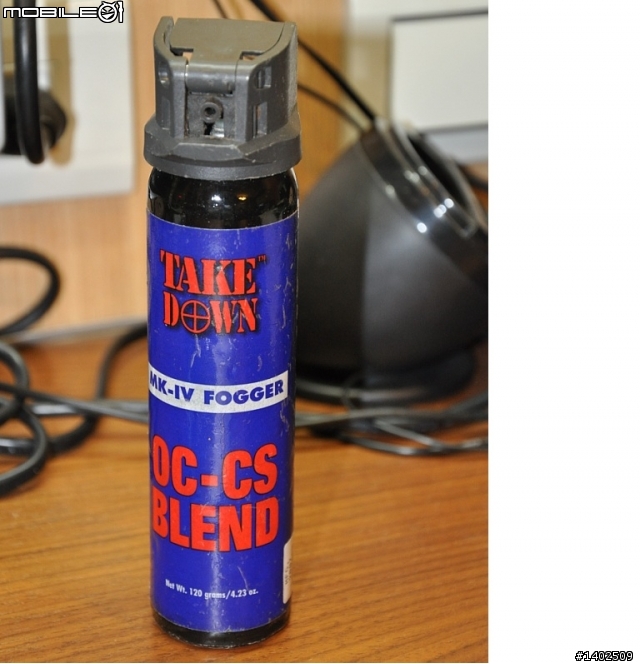 MOBILE01
TAKE™
DOWN
MK-IV FOGGER
OC-CS
BLEND
Net Wt. 120 grams/4.23 oz.
#1402509